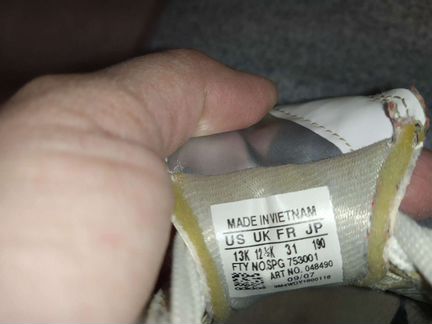 MADE IN VIETNAM
US UK FR JP
13K 12½K 31 190
FTY NO.SPG 753001
ART NO. 048490
09/07